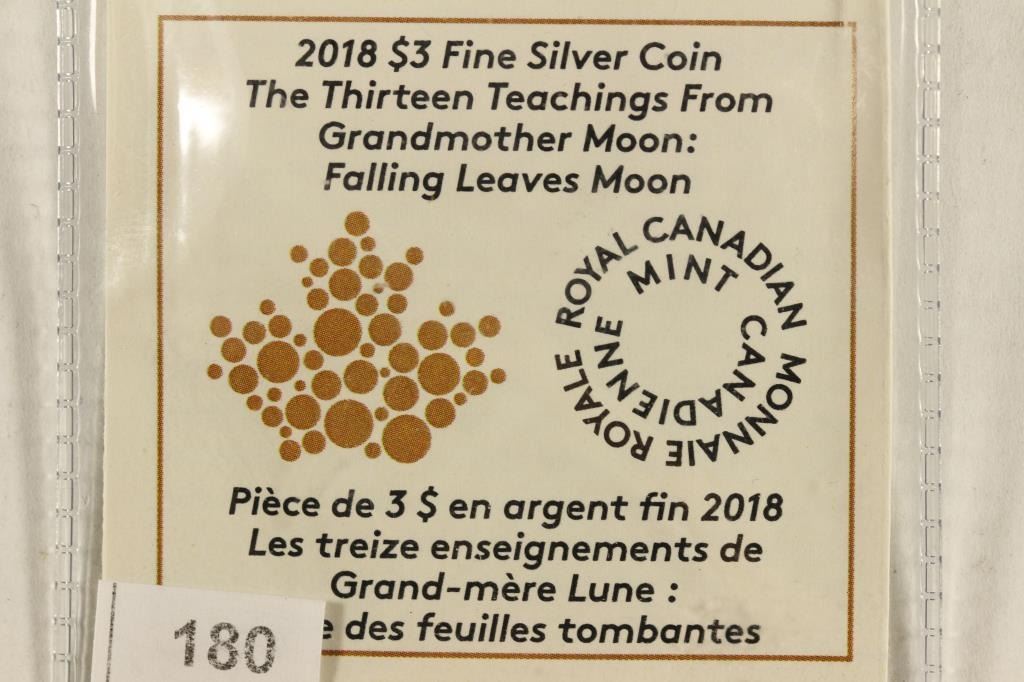 2018 $3 Fine Silver Coin
The Thirteen Teachings From
Grandmother Moon:
Falling Leaves Moon
ROYAL CANADIAN MINT
MONNAIE ROYALE CANADIENNE
Pièce de 3 $ en argent fin 2018
Les treize enseignements de
Grand-mère Lune :
e des feuilles tombantes
180